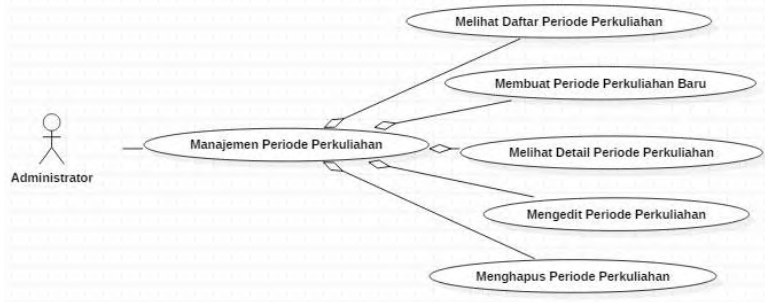 Melihat Daftar Periode Perkuliahan
Membuat Periode Perkuliahan Baru
Manajemen Periode Perkuliahan
Melihat Detail Periode Perkuliahan
Administrator
Mengedit Periode Perkuliahan
Menghapus Periode Perkuliahan